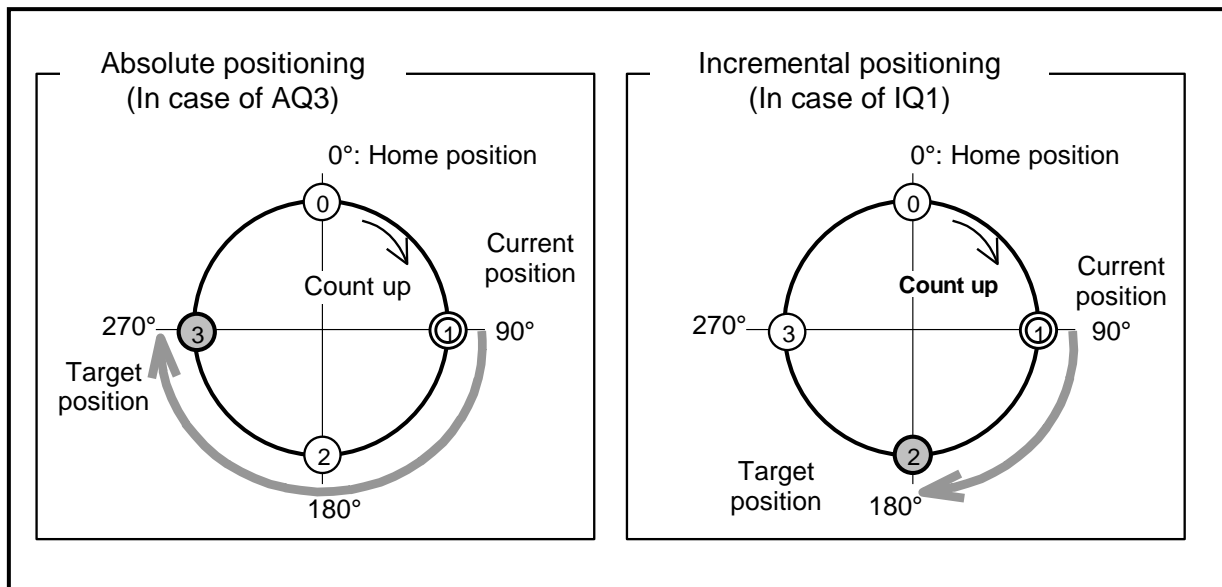 Absolute positioning
(In case of AQ3)
0°: Home position
0
Current
position
Count up
270°
3
1
90°
Target
position
2
180°
Incremental positioning
(In case of IQ1)
0°: Home position
0
Current
position
Count up
270°
3
1
90°
2
Target
position
180°